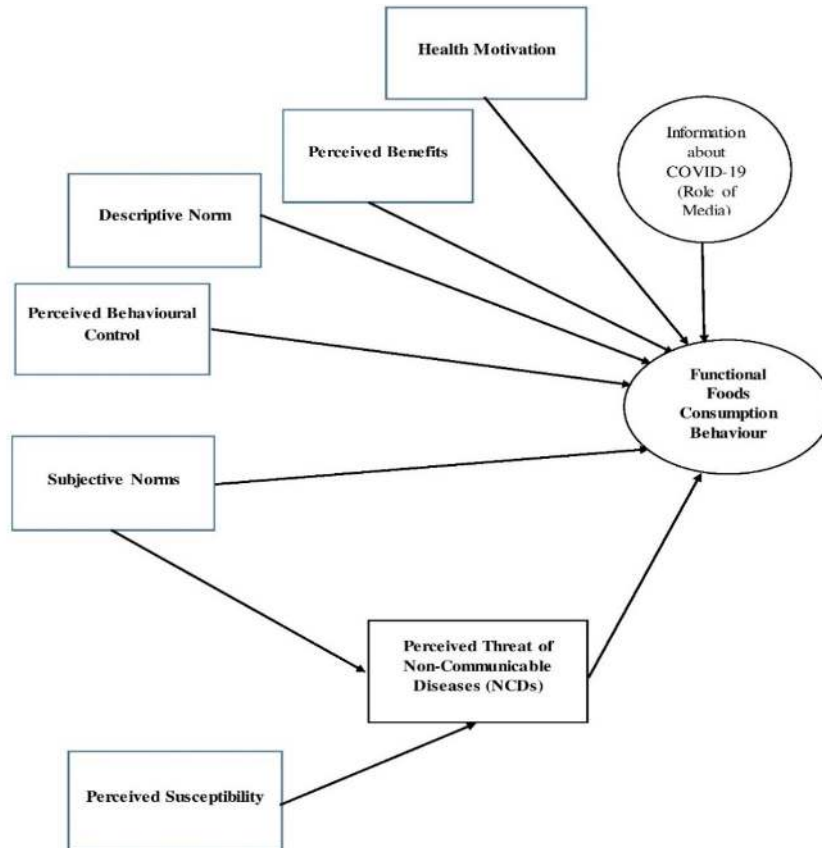 Health Motivation
Information
about
COVID-19
(Role of
Media)
Perceived Benefits
Descriptive Norm
Perceived Behavioural
Control
Functional
Foods
Consumption
Behaviour
Subjective Norms
Perceived Threat of
Non-Communicable
Diseases (NCDs)
Perceived Susceptibility